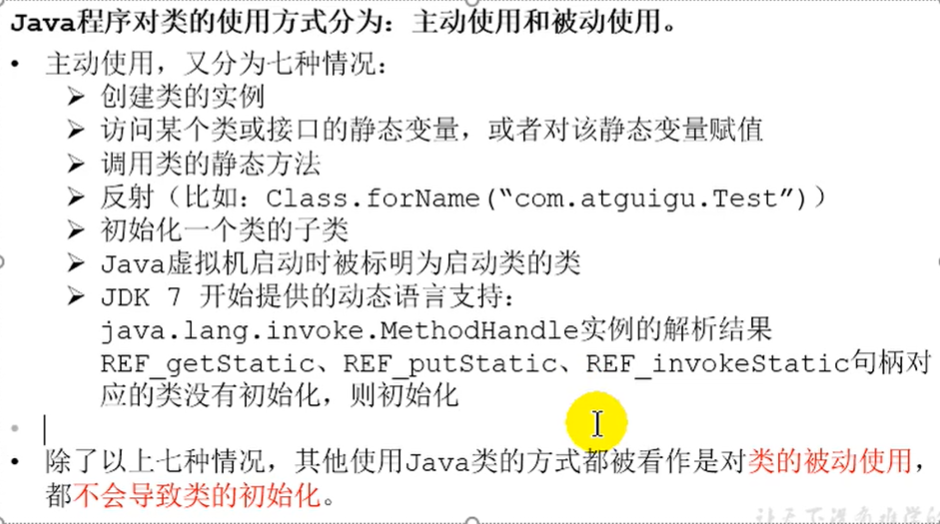 Java程序对类的使用方式分为：主动使用和被动使用。
• 主动使用，又分为七种情况：
➢ 创建类的实例
➢ 访问某个类或接口的静态变量，或者对该静态变量赋值
➢ 调用类的静态方法
➢ 反射（比如：Class.forName(“com.atguigu.Test”)）
➢ 初始化一个类的子类
➢ Java虚拟机启动时被标明为启动类的类
➢ JDK 7 开始提供的动态语言支持：
java.lang.invoke.MethodHandle实例的解析结果
REF_getStatic、REF_putStatic、REF_invokeStatic句柄对
应的类没有初始化，则初始化
•
• 除了以上七种情况，其他使用Java类的方式都被看作是对类的被动使用，
都不会导致类的初始化。